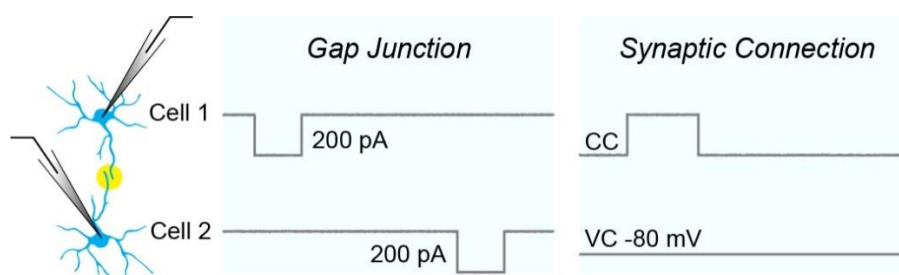 Gap Junction
Synaptic Connection
Cell 1
200 pA
CC
Cell 2
200 pA
VC -80 mV